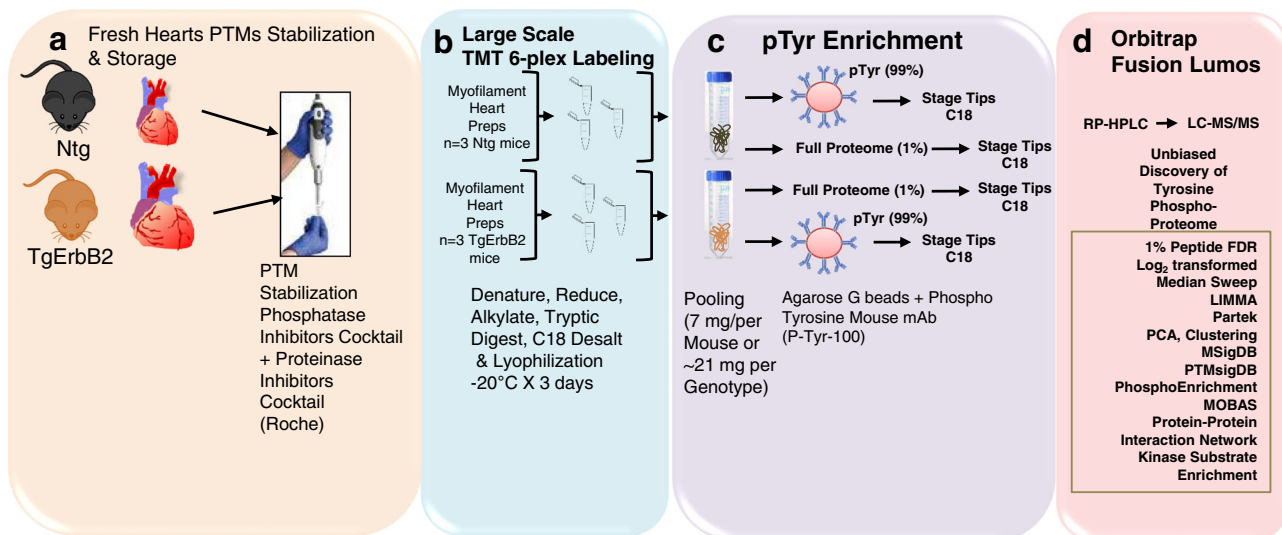 a Fresh Hearts PTMs Stabilization
& Storage
Ntg
TgErbB2
PTM
Stabilization
Phosphatase
Inhibitors Cocktail
+ Proteinase
Inhibitors
Cocktail
(Roche)
b Large Scale
TMT 6-plex Labeling
Myofilament
Heart
Preps
n=3 Ntg mice
Myofilament
Heart
Preps
n=3 TgErbB2
mice
Denature, Reduce,
Alkylate, Tryptic
Digest, C18 Desalt
& Lyophilization
-20°C X 3 days
c pTyr Enrichment
pTyr (99%)
Stage Tips
C18
Full Proteome (1%)
Stage Tips
C18
Full Proteome (1%)
Stage Tips
C18
pTyr (99%)
Stage Tips
C18
Pooling
(7 mg/per
Mouse or
~21 mg per
Genotype)
Agarose G beads + Phospho
Tyrosine Mouse mAb
(P-Tyr-100)
d Orbitrap
Fusion Lumos
RP-HPLC LC-MS/MS
Unbiased
Discovery of
Tyrosine
Phospho-
Proteome
1% Peptide FDR
Log₂ transformed
Median Sweep
LIMMA
Partek
PCA, Clustering
MSigDB
PTMsigDB
PhosphoEnrichment
MOBAS
Protein-Protein
Interaction Network
Kinase Substrate
Enrichment